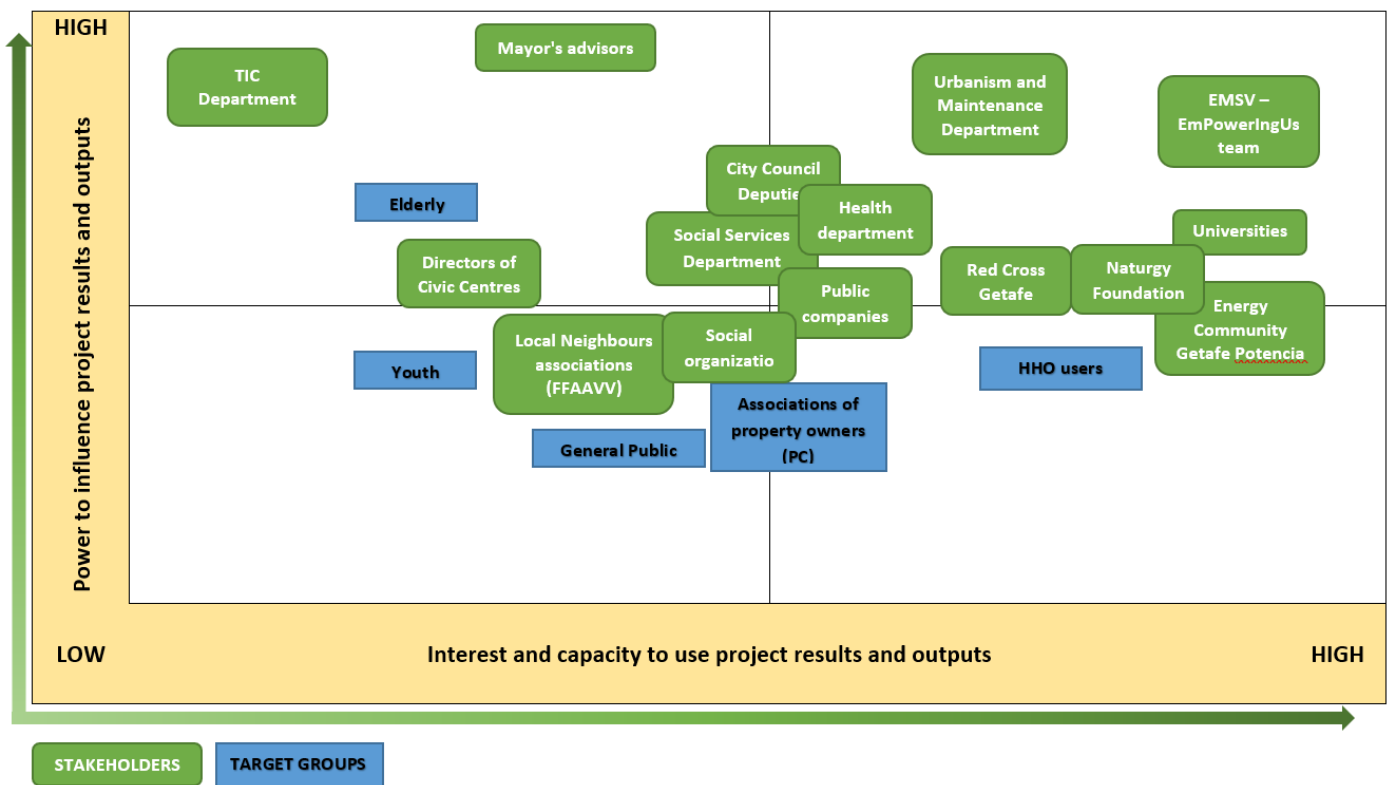 HIGH
Mayor's advisors
TIC
Department
Urbanism and
Maintenance
Department
EMSV –
EmPowerIngUs
team
City Council
Deputie
Elderly
Health
department
Social Services
Department
Universities
Directors of
Civic Centres
Red Cross
Getafe
Naturgy
Foundation
Public
companies
Energy
Community
Getafe Potencia
Local Neighbours
associations
(FFAAVV)
Social
organizatio
Youth
HHO users
Associations of
property owners
(PC)
General Public
Power to influence project results and outputs
LOW
Interest and capacity to use project results and outputs
HIGH
STAKEHOLDERS
TARGET GROUPS